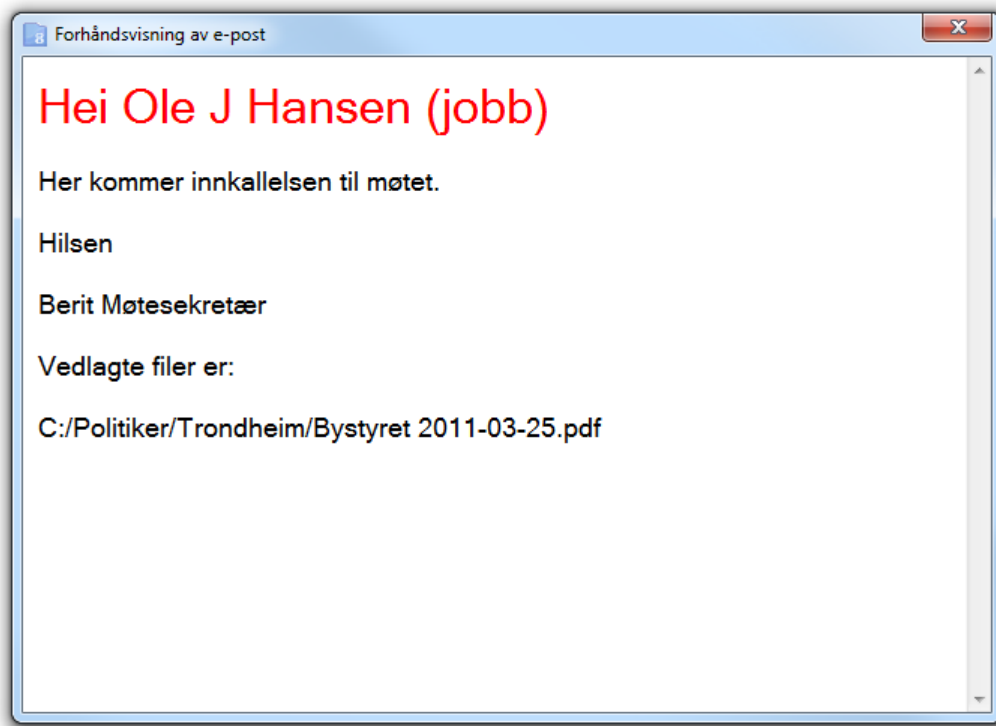 Forhåndsvisning av e-post
Hei Ole J Hansen (jobb)
Her kommer innkallelsen til møtet.
Hilsen
Berit Møtesekretær
Vedlagte filer er:
C:/Politiker/Trondheim/Bystyret 2011-03-25.pdf